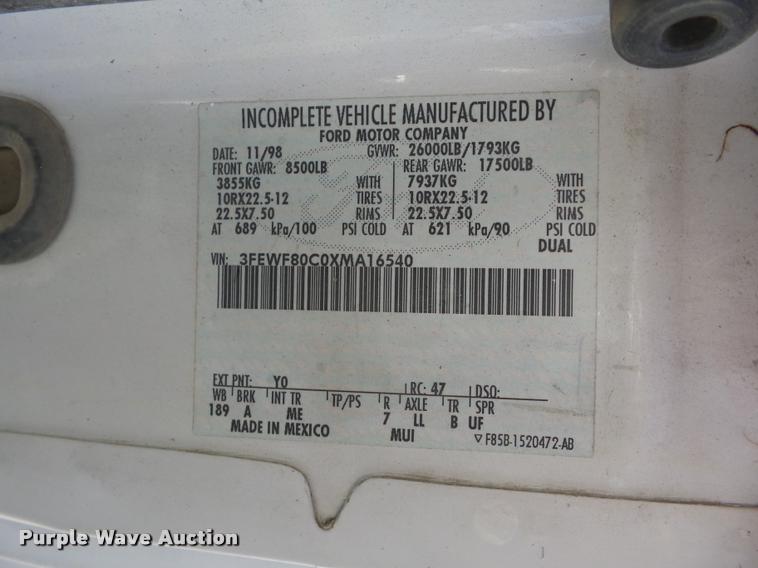 INCOMPLETE VEHICLE MANUFACTURED BY
FORD MOTOR COMPANY
DATE: 11/98 GVWR: 26000LB/1793KG
FRONT GAWR: 8500LB REAR GAWR: 17500LB
3855KG WITH 7937KG WITH
10RX22.5-12 TIRES 10RX22.5-12 TIRES
22.5X7.50 RIMS 22.5X7.50 RIMS
AT 689 kPa/100 PSI COLD AT 621 kPa/90 PSI COLD
DUAL
VIN: 3FEWF80C0XMA16540
EXT PNT: YO RC: 47 DSO:
WB BRK INT TR TP/PS R AXLE TR SPR
189 A ME 7 LL B UF
MADE IN MEXICO MUI ▽F85B-1520472-AB
Purple Wave Auction